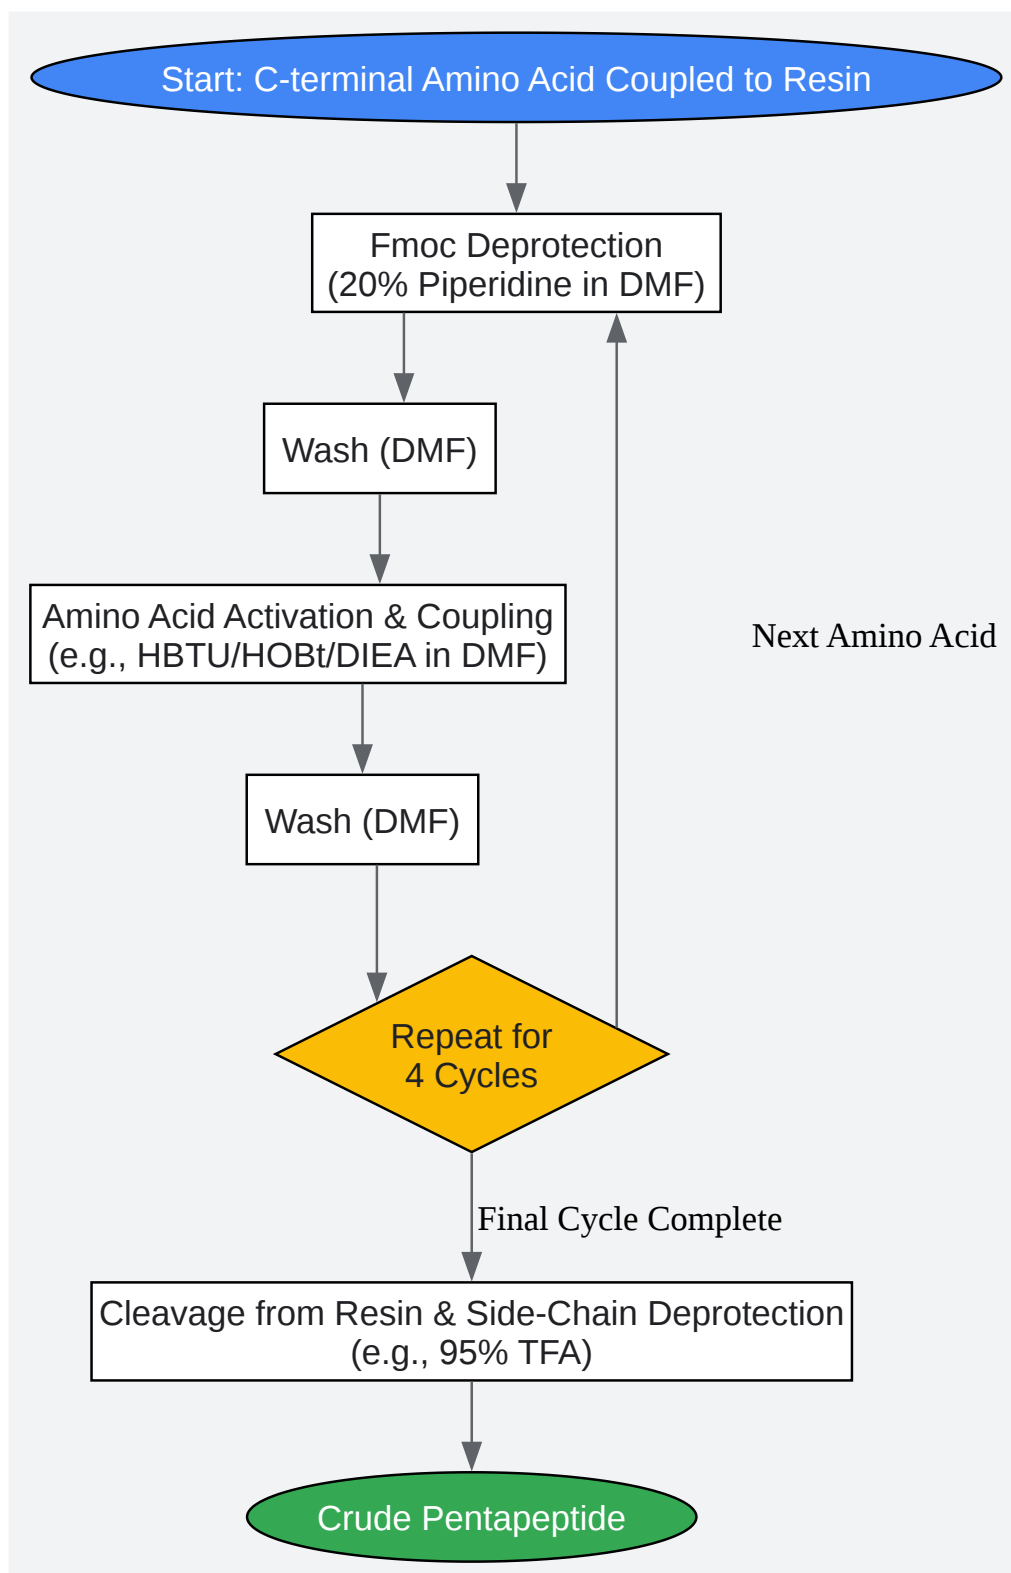 Start: C-terminal Amino Acid Coupled to Resin
Fmoc Deprotection
(20% Piperidine in DMF)
Wash (DMF)
Amino Acid Activation & Coupling
(e.g., HBTU/HOBt/DIEA in DMF)
Next Amino Acid
Wash (DMF)
Repeat for
4 Cycles
Final Cycle Complete
Cleavage from Resin & Side-Chain Deprotection
(e.g., 95% TFA)
Crude Pentapeptide